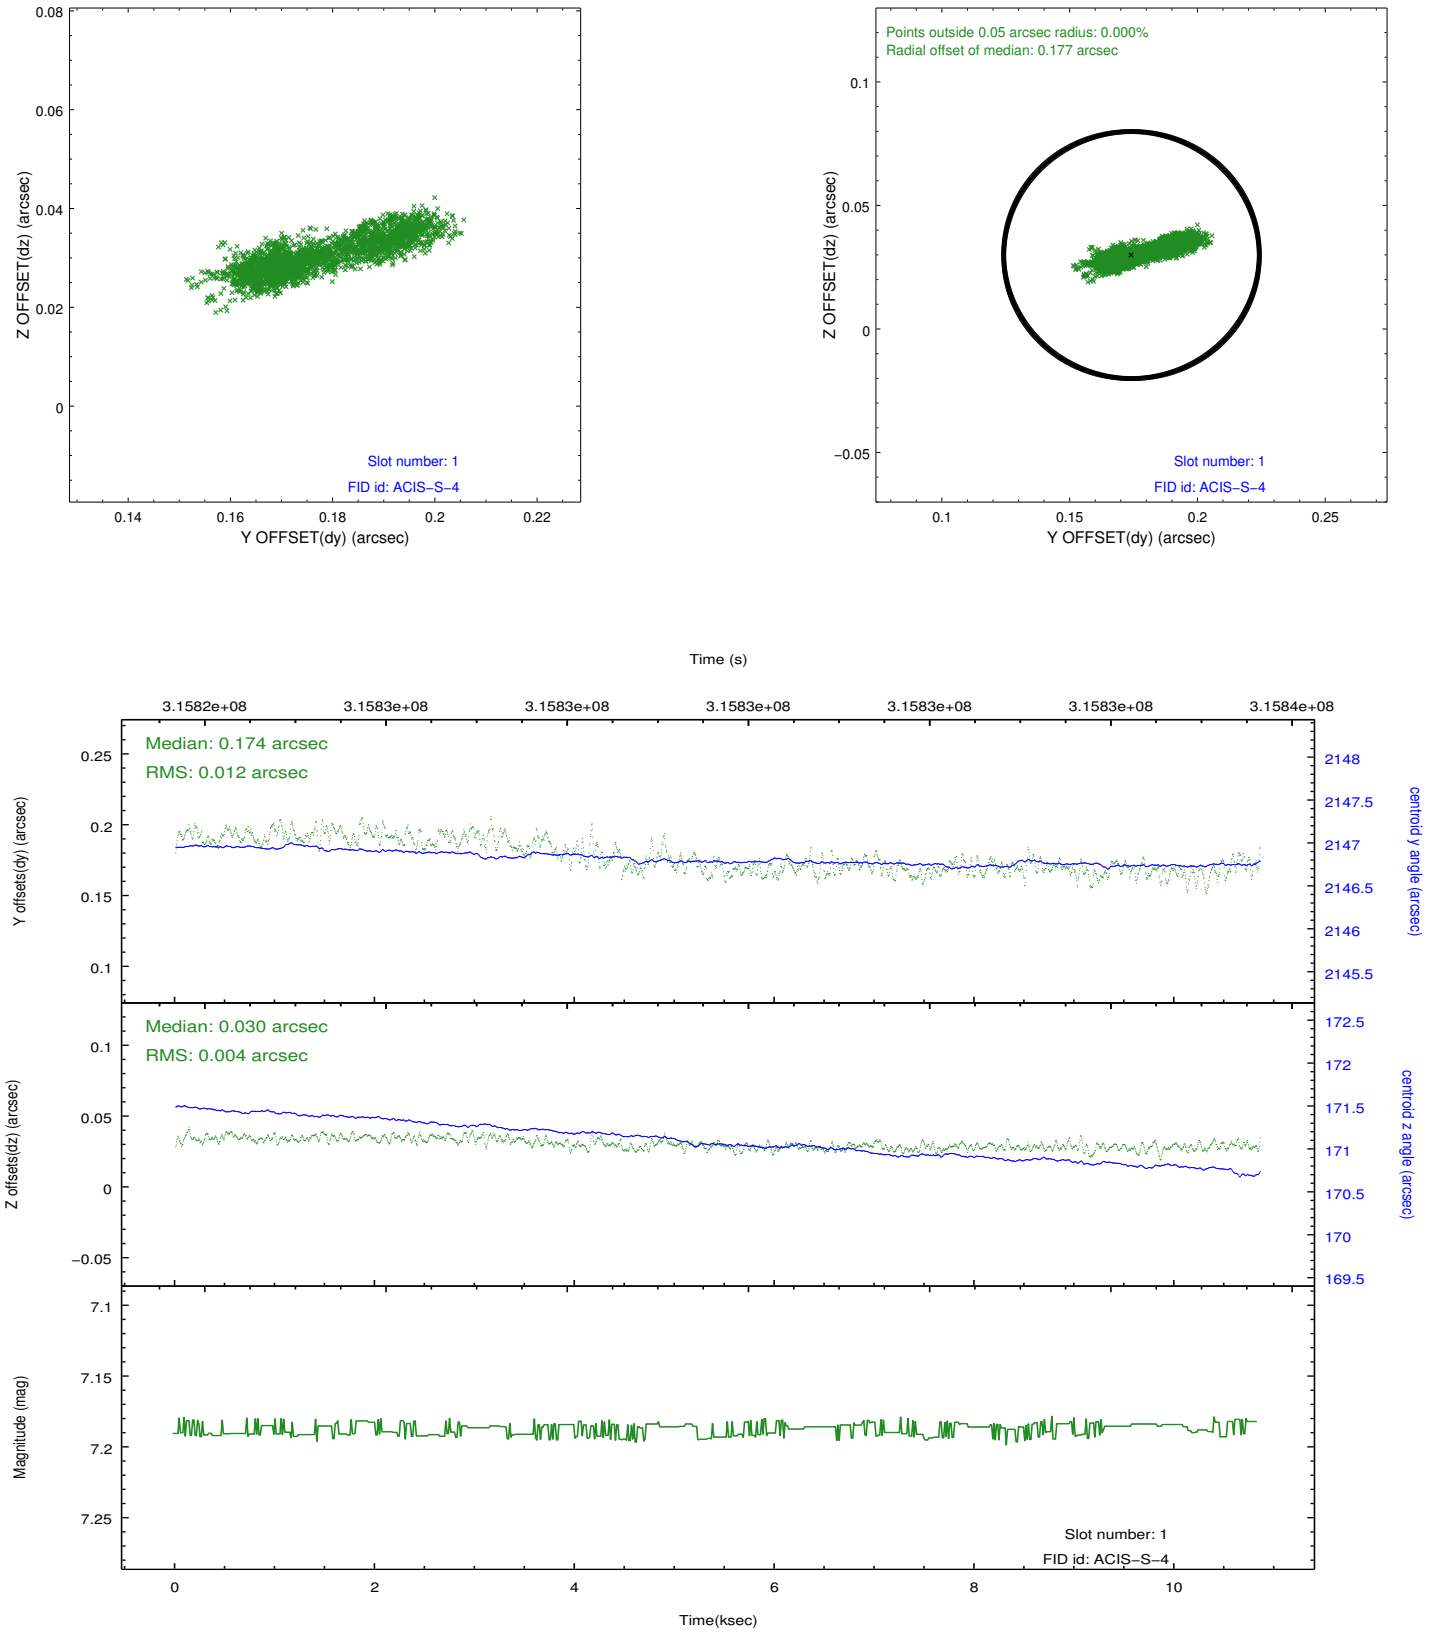 0.08
0.06
0.04
0.02
0
Z OFFSET(dz) (arcsec)
Slot number: 1
FID id: ACIS−S−4
0.14 0.16 0.18 0.2 0.22
Y OFFSET(dy) (arcsec)
Points outside 0.05 arcsec radius: 0.000%
Radial offset of median: 0.177 arcsec
0.1
0.05
0
−0.05
Z OFFSET(dz) (arcsec)
Slot number: 1
FID id: ACIS−S−4
0.1 0.15 0.2 0.25
Y OFFSET(dy) (arcsec)
Time (s)
3.1582e+08 3.1583e+08 3.1583e+08 3.1583e+08 3.1583e+08 3.1583e+08 3.1584e+08
Median: 0.174 arcsec
RMS: 0.012 arcsec
0.25
0.2
0.15
0.1
Y offsets(dy) (arcsec)
2148
2147.5
2147
2146.5
2146
2145.5
centroid y angle (arcsec)
Median: 0.030 arcsec
RMS: 0.004 arcsec
0.1
0.05
0
−0.05
Z offsets(dz) (arcsec)
172.5
172
171.5
171
170.5
170
169.5
centroid z angle (arcsec)
7.1
7.15
7.2
7.25
Magnitude (mag)
Slot number: 1
FID id: ACIS−S−4
0 2 4 6 8 10
Time(ksec)